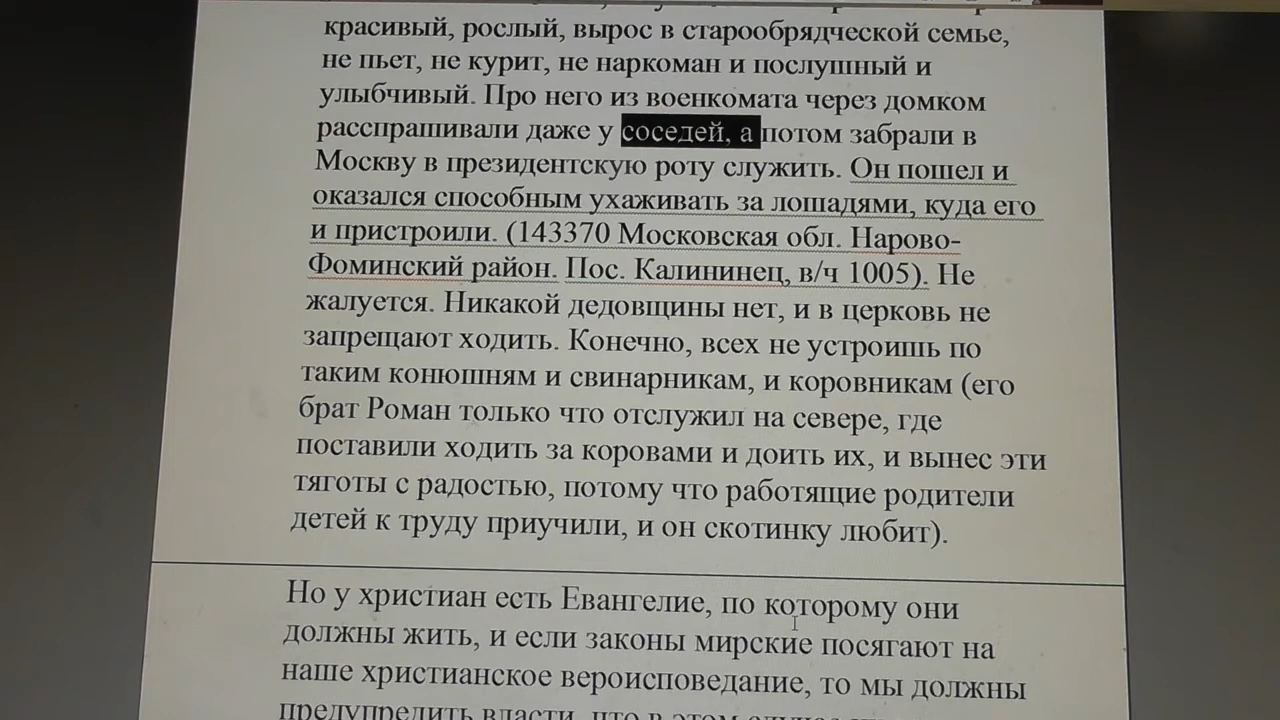 красивый, рослый, вырос в старообрядческой семье,
не пьет, не курит, не наркоман и послушный и
улыбчивый. Про него из военкомата через домком
расспрашивали даже у соседей, а потом забрали в
Москву в президентскую роту служить. Он пошел и
оказался способным ухаживать за лошадями, куда его
и пристроили. (143370 Московская обл. Нарово-
Фоминский район. Пос. Калининец, в/ч 1005). Не
жалуется. Никакой дедовщины нет, и в церковь не
запрещают ходить. Конечно, всех не устроишь по
таким конюшням и свинарникам, и коровникам (его
брат Роман только что отслужил на севере, где
поставили ходить за коровами и доить их, и вынес эти
тяготы с радостью, потому что работящие родители
детей к труду приучили, и он скотинку любит).
Но у христиан есть Евангелие, по которому они
должны жить, и если законы мирские посягают на
наше христианское вероисповедание, то мы должны
предупредить власти, что в этом